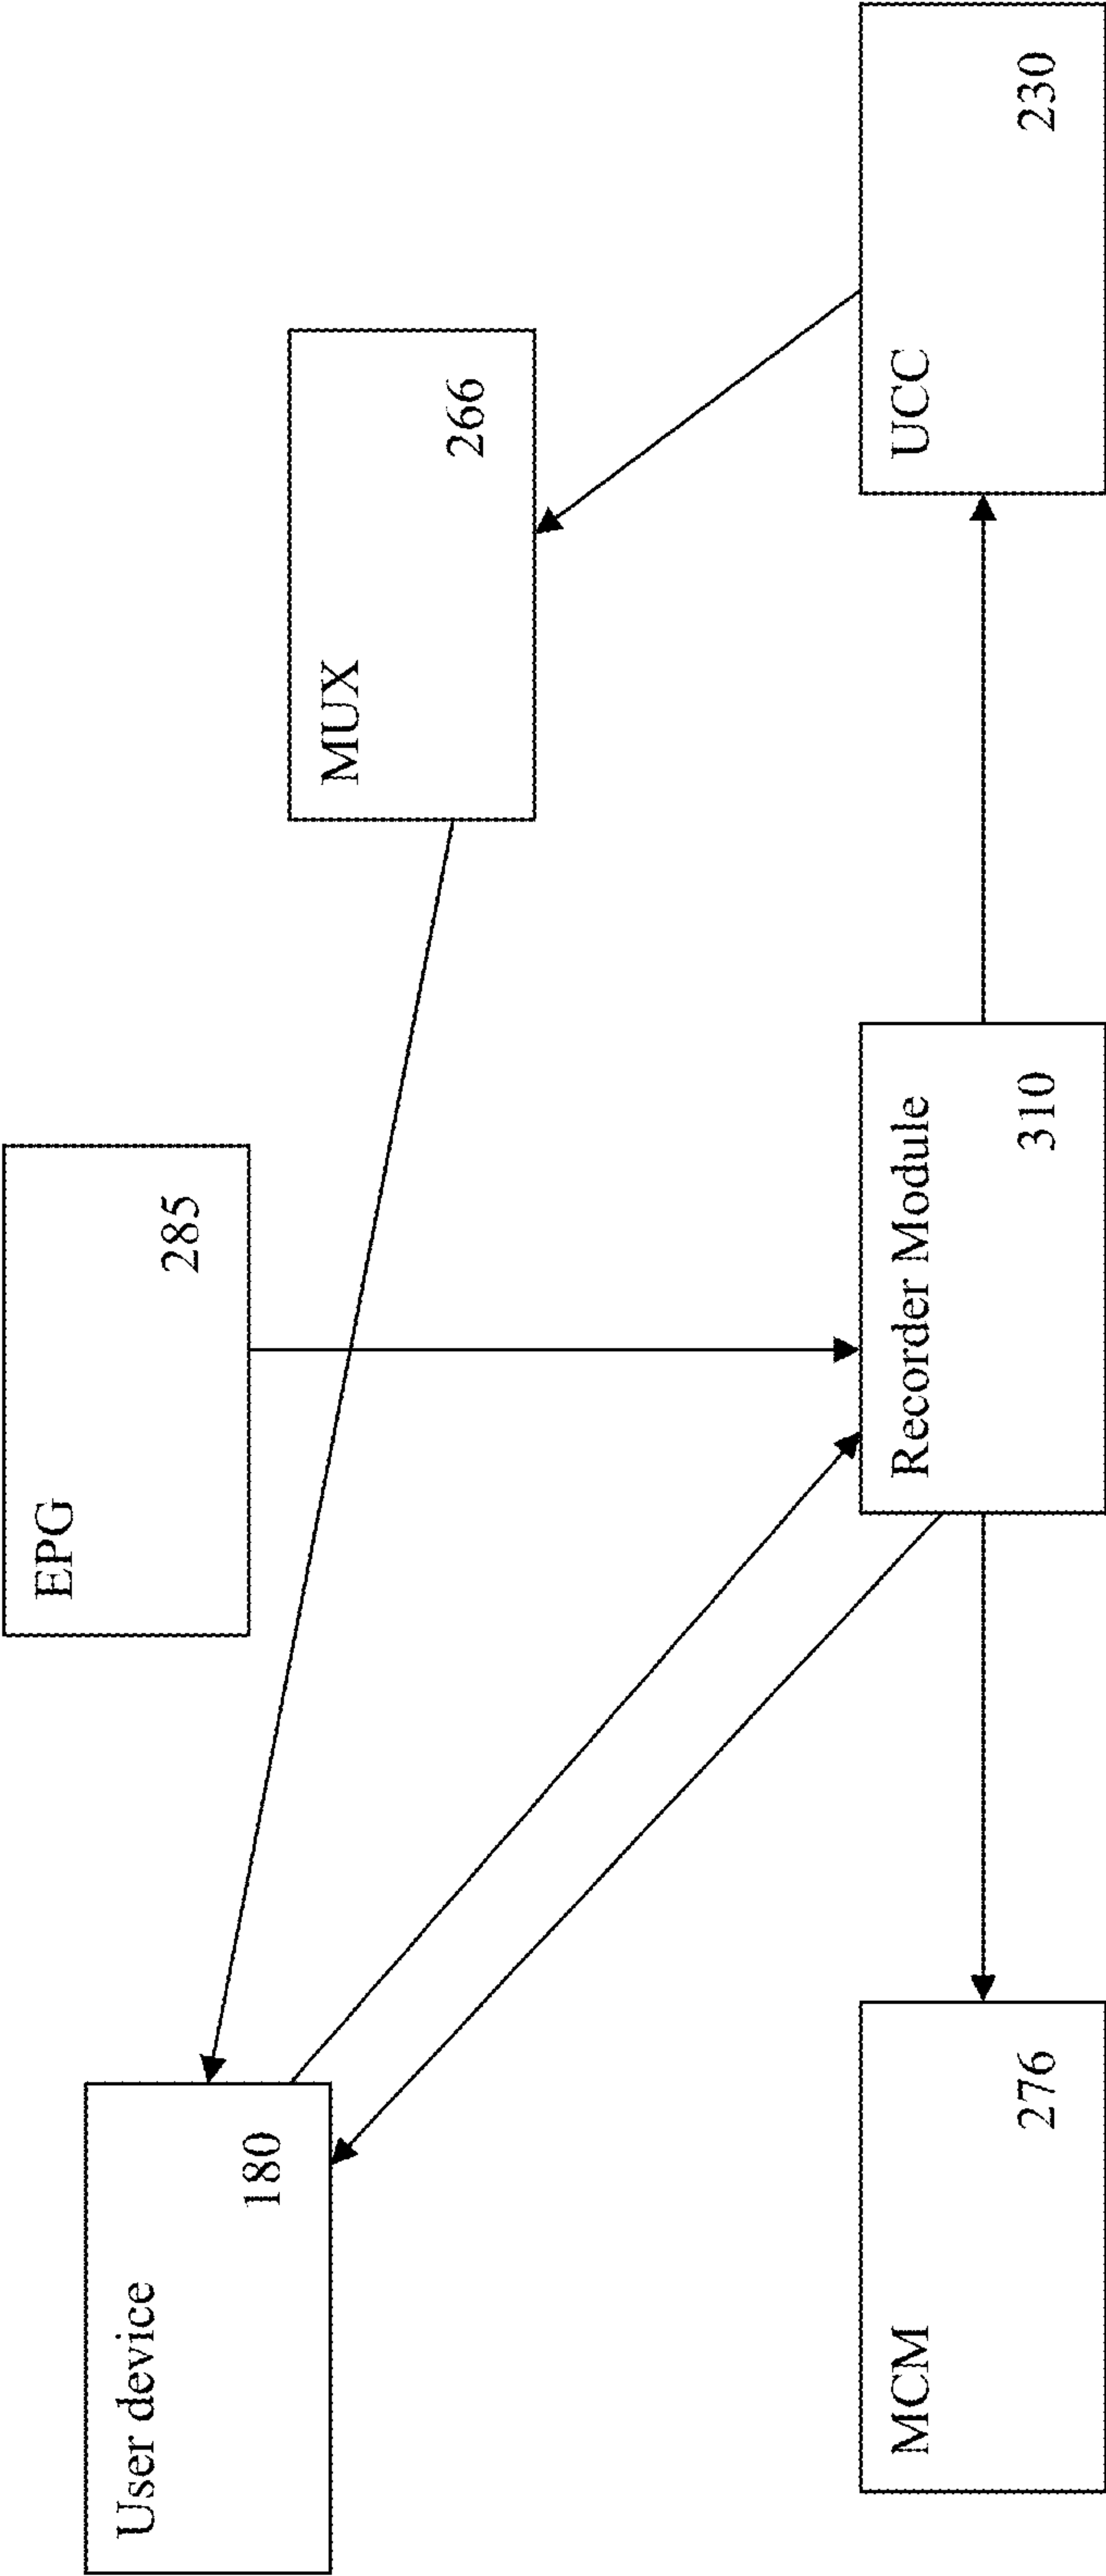 User device
180
EPG
285
MUX
266
MCM
276
Recorder Module
310
UCC
230